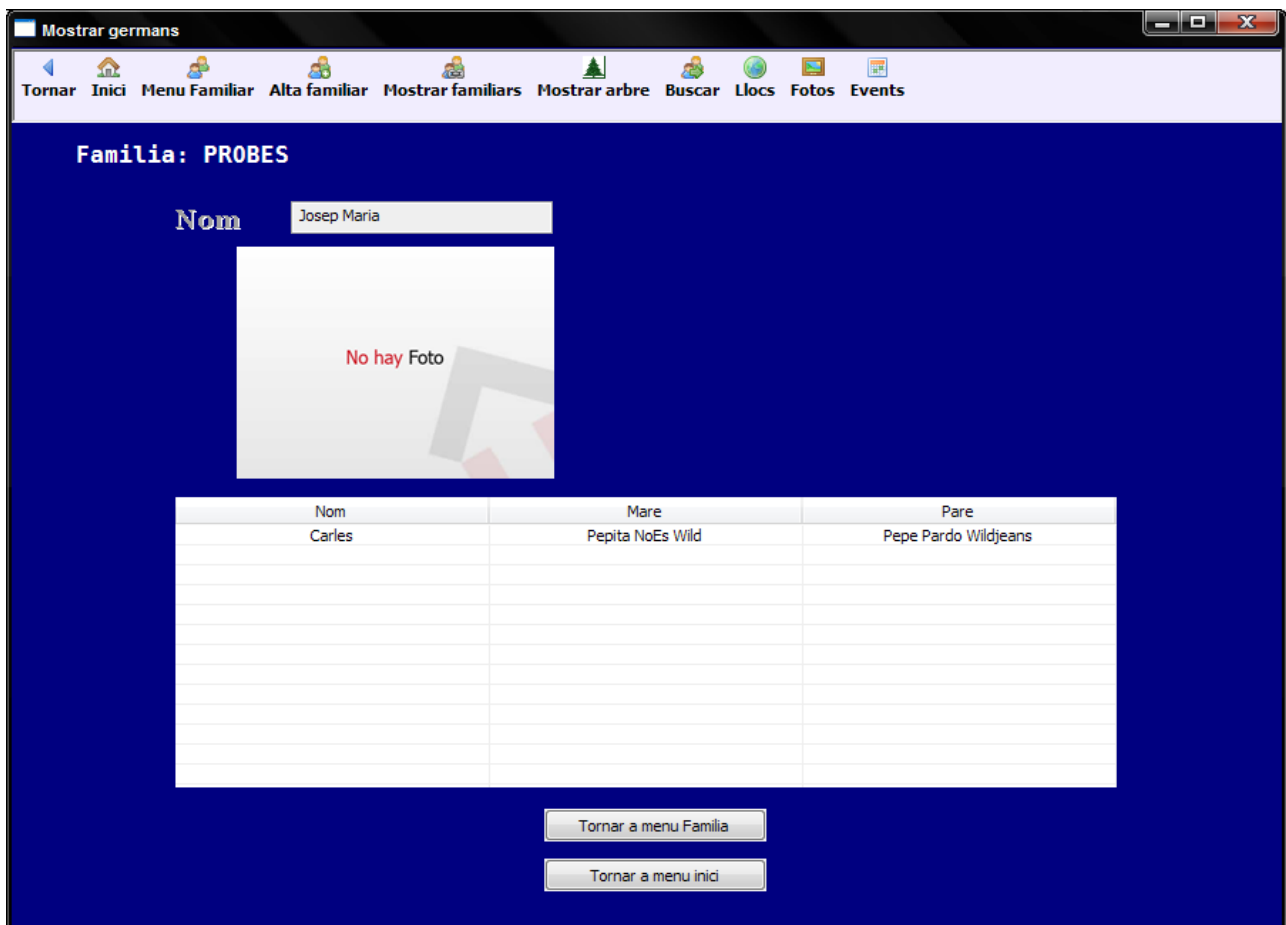 Mostrar germans
Tornar Inici Menu Familiar Alta familiar Mostrar familiars Mostrar arbre Buscar Llocs Fotos Events
Familia: PROBES
Nom Josep Maria
No hay Foto
Nom Mare Pare
Carles Pepita NoEs Wild Pepe Pardo Wildjeans
Tornar a menu Familia
Tornar a menu inici